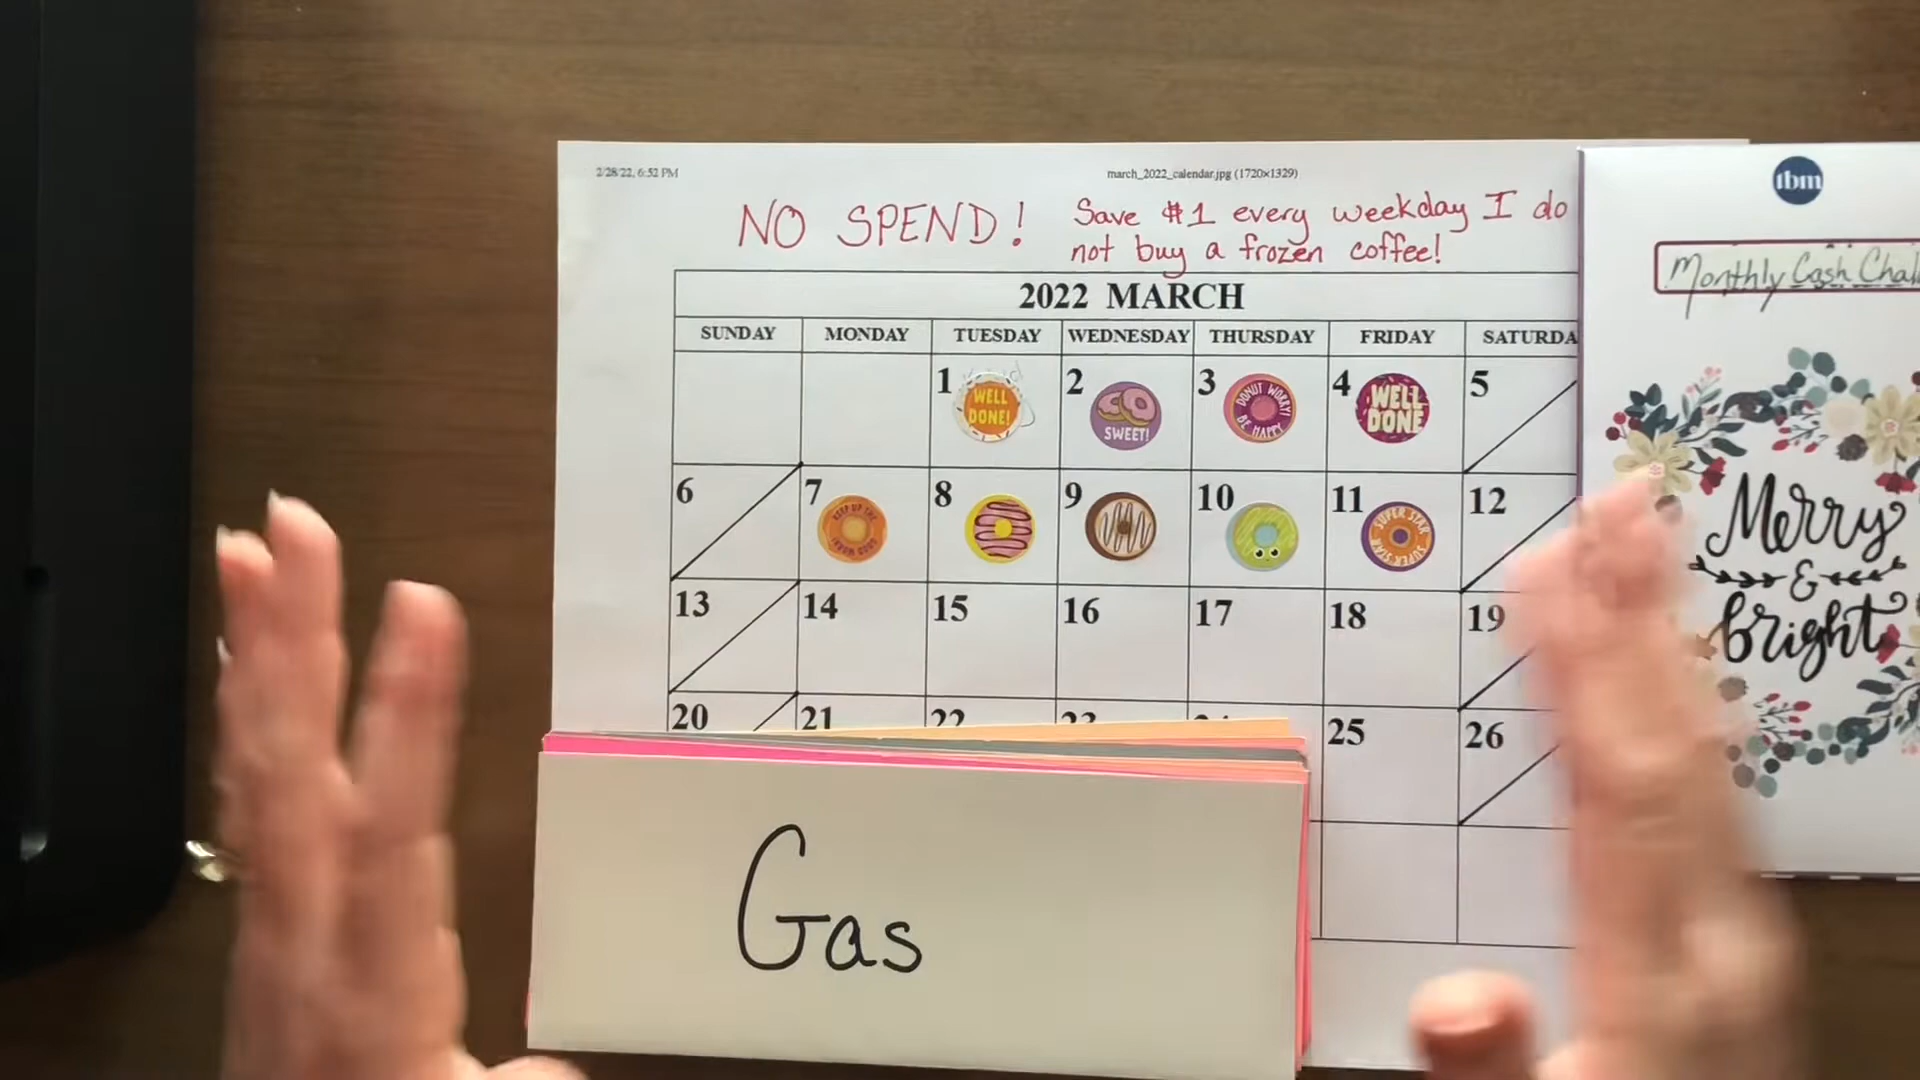 2/28/22, 6:52 PM
march_2022_calendar.jpg (1720×1329)
NO SPEND! Save $1 every weekday I do
not buy a frozen coffee!
2022 MARCH
SUNDAY MONDAY TUESDAY WEDNESDAY THURSDAY FRIDAY SATURDA
1 2 3 4 5
WELL DONE!
SWEET!
DONUT WORRY! BE HAPPY
WELL DONE
6 7 8 9 10 11 12
KEEP UP THE GOOD WORK!
SUPER STAR SUPER STAR
13 14 15 16 17 18 19
20 21 22 23 25 26
Gas
tbm
Monthly Cash Chal
Merry
&
bright